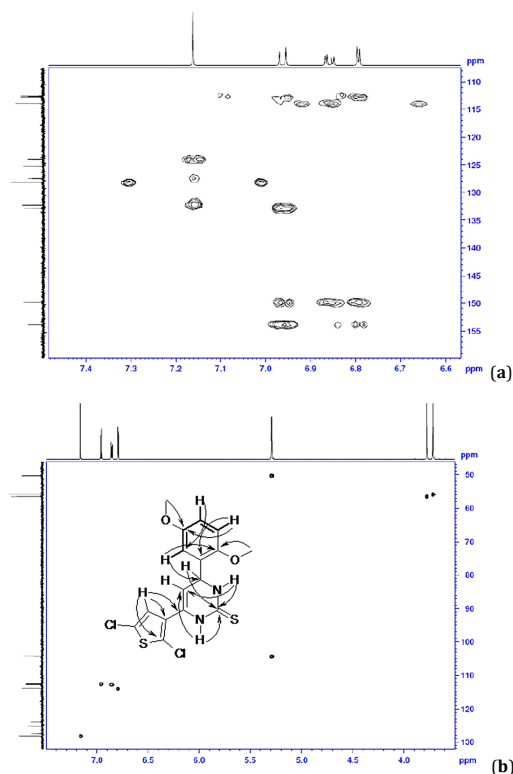 ppm
110
115
120
125
130
135
140
145
150
155
7.4 7.3 7.2 7.1 7.0 6.9 6.8 6.7 6.6 ppm
(a)
ppm
50
60
70
80
90
100
110
120
130
H
O H
H O
H H
H N
H N S
Cl
S Cl H
7.0 6.5 6.0 5.5 5.0 4.5 4.0 ppm
(b)